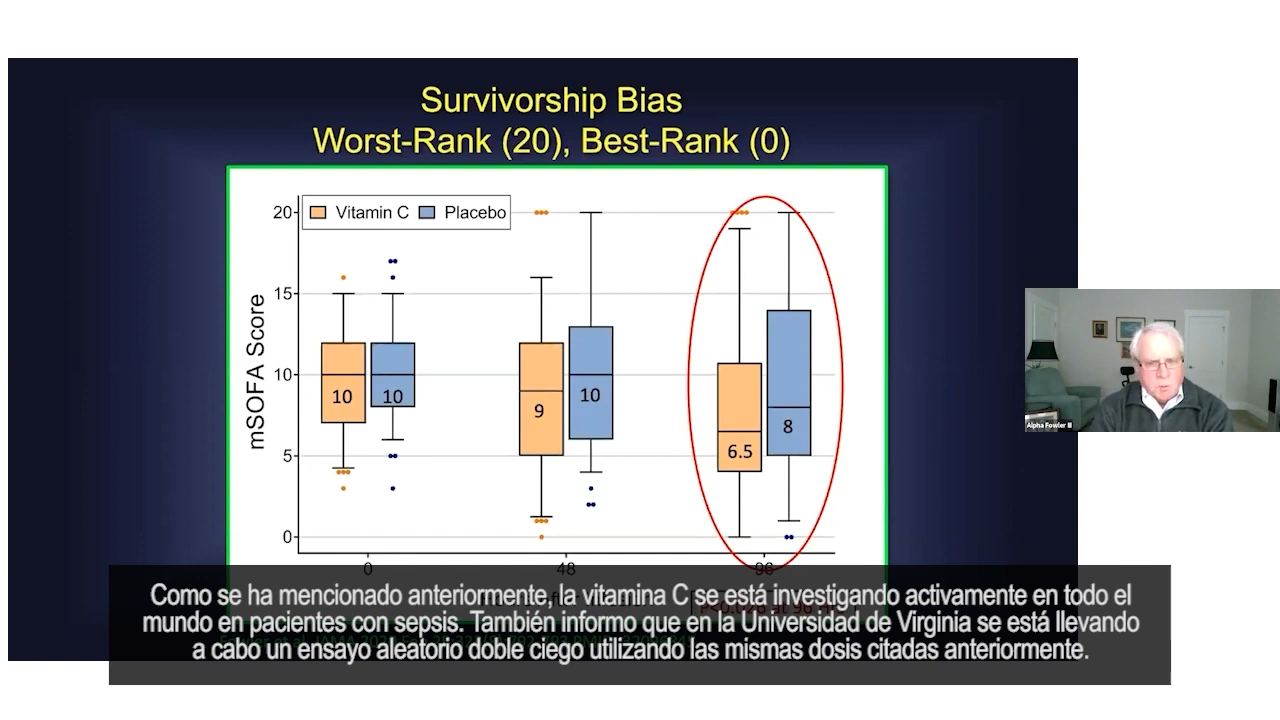 Survivorship Bias
Worst-Rank (20), Best-Rank (0)
Vitamin C Placebo
mSOFA Score
20
15
10
5
0
10 10
9 10
6.5 8
0 48 96
Alpha Fowler III
Como se ha mencionado anteriormente, la vitamina C se está investigando activamente en todo el
mundo en pacientes con sepsis. También informo que en la Universidad de Virginia se está llevando
a cabo un ensayo aleatorio doble ciego utilizando las mismas dosis citadas anteriormente.